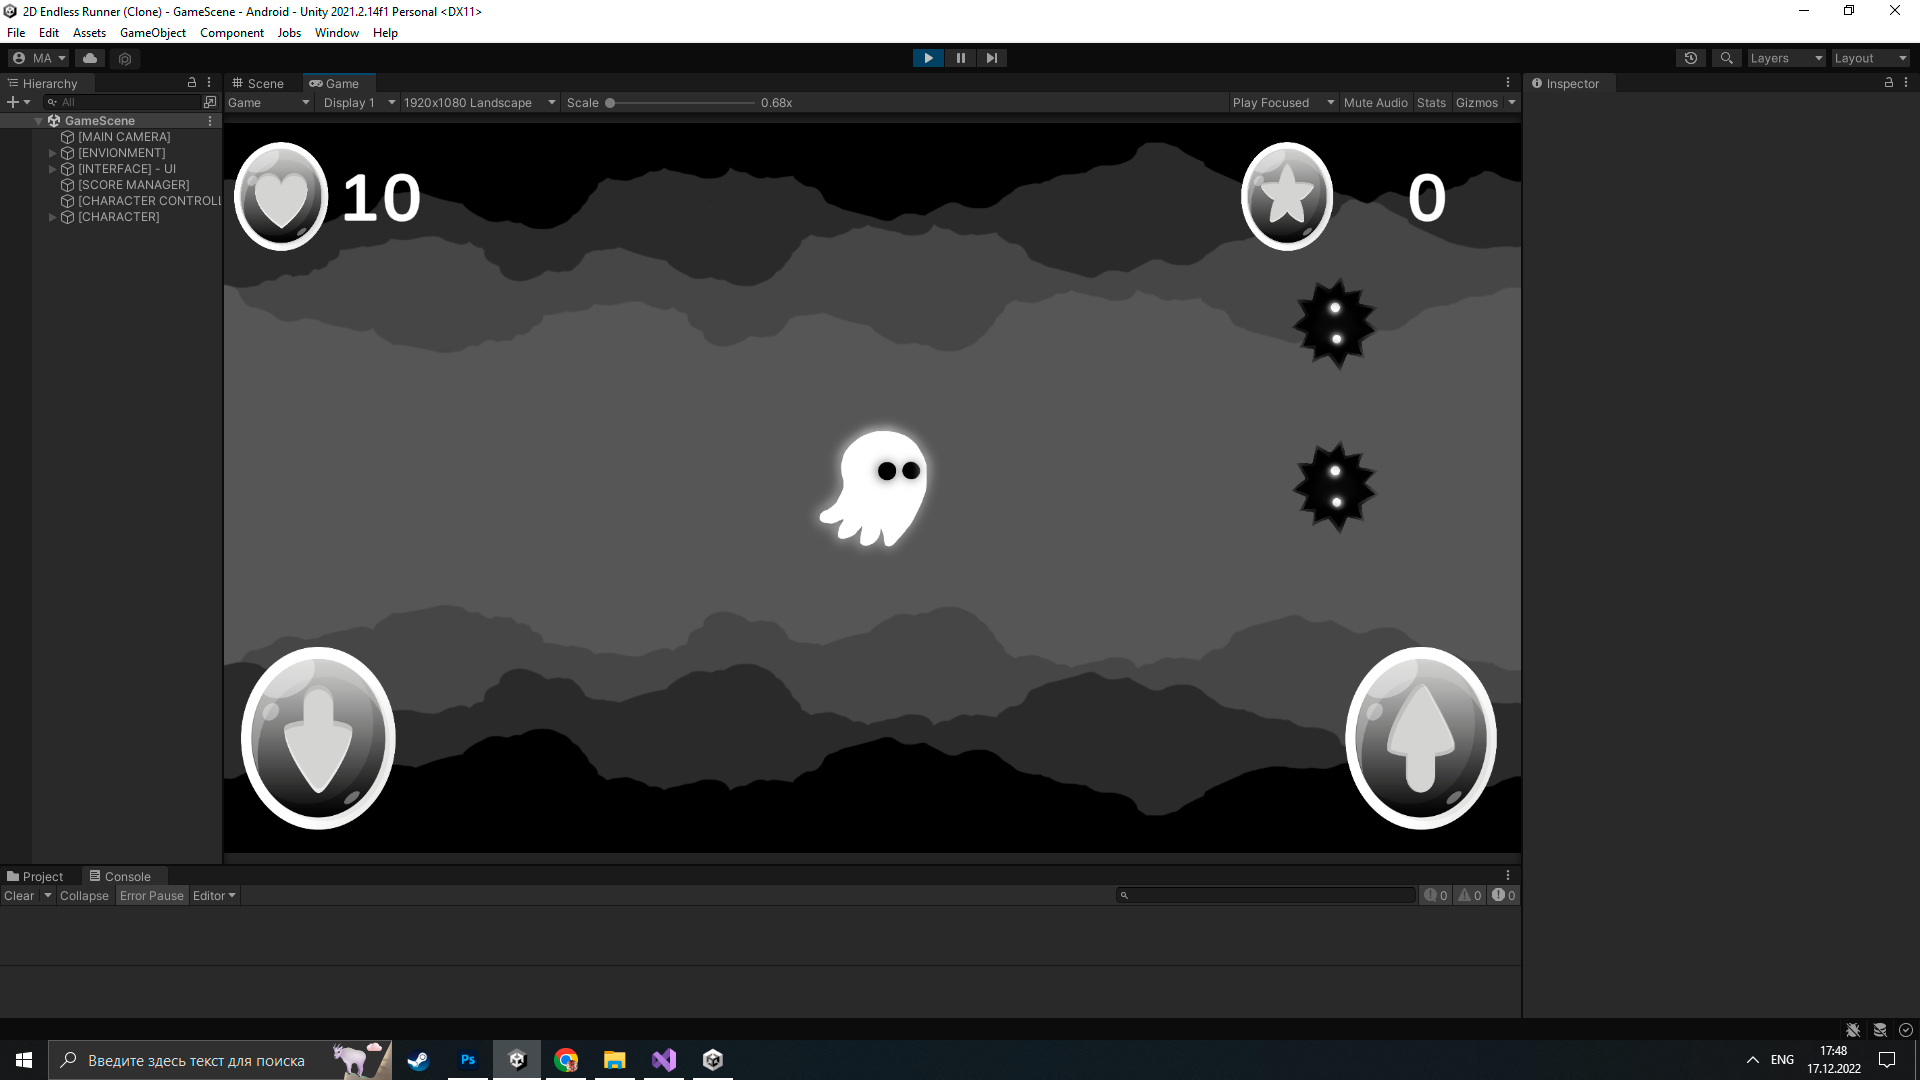 2D Endless Runner (Clone) - GameScene - Android - Unity 2021.2.14f1 Personal <DX11>
File Edit Assets GameObject Component Jobs Window Help
MA Layers Layout
Hierarchy Scene Game Inspector
All Game Display 1 1920x1080 Landscape Scale 0.68x Play Focused Mute Audio Stats Gizmos
GameScene
[MAIN CAMERA]
[ENVIONMENT]
[INTERFACE] - UI
[SCORE MANAGER]
[CHARACTER CONTROLL
[CHARACTER]
10 0
Project Console
Clear Collapse Error Pause Editor 0 0 0
Введите здесь текст для поиска Ps ENG 17:48
17.12.2022